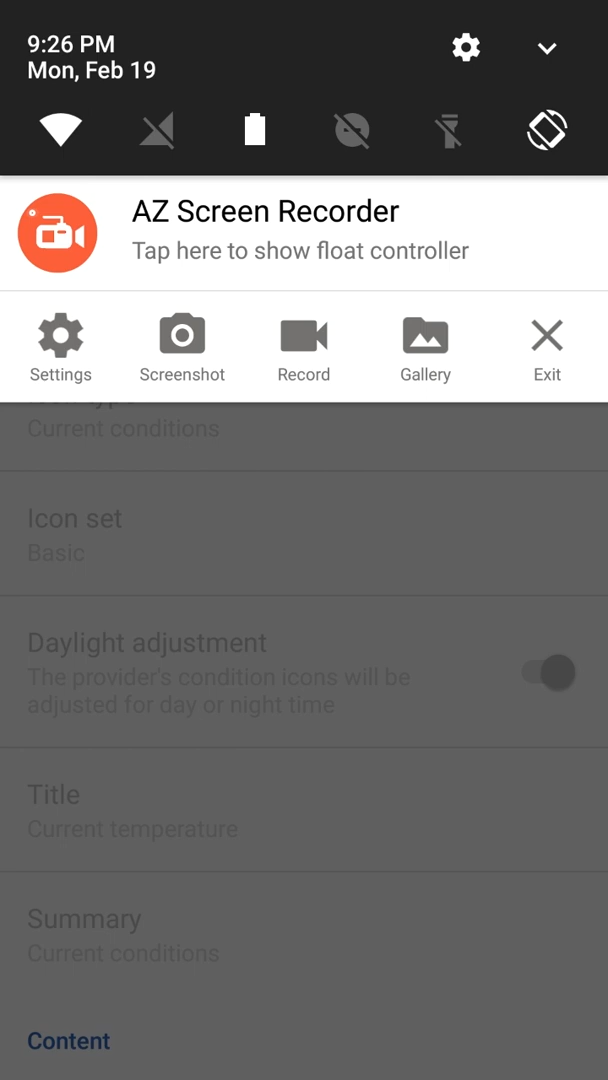 9:26 PM
Mon, Feb 19
AZ Screen Recorder
Tap here to show float controller
Settings
Screenshot
Record
Gallery
Exit
Current conditions
Icon set
Basic
Daylight adjustment
The provider's condition icons will be
adjusted for day or night time
Title
Current temperature
Summary
Current conditions
Content